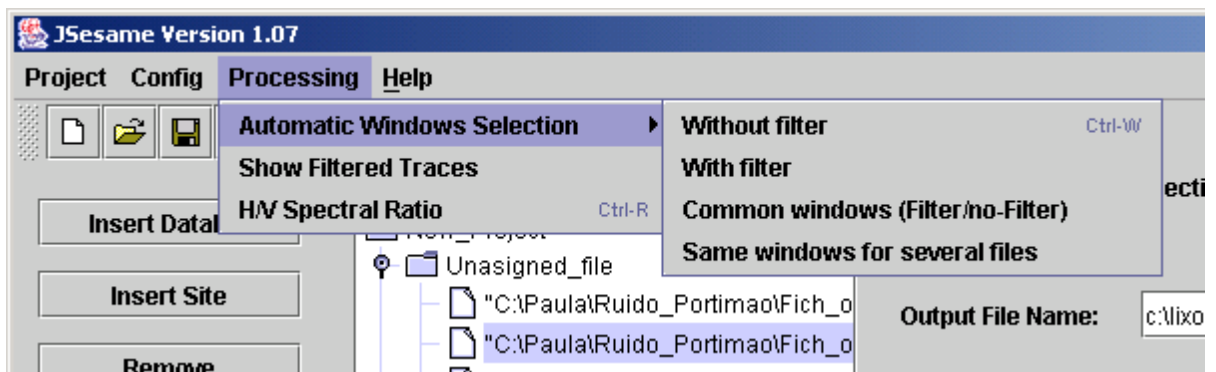 JSesame Version 1.07
Project Config Processing Help
Automatic Windows Selection
Show Filtered Traces
H/V Spectral Ratio Ctrl-R
Without filter Ctrl-W
With filter
Common windows (Filter/no-Filter)
Same windows for several files
Insert
Insert Site
Remove
Unasigned_file
"C:\Paula\Ruido_Portimao\Fich_o
"C:\Paula\Ruido_Portimao\Fich_o
Output File Name: c:\lixo